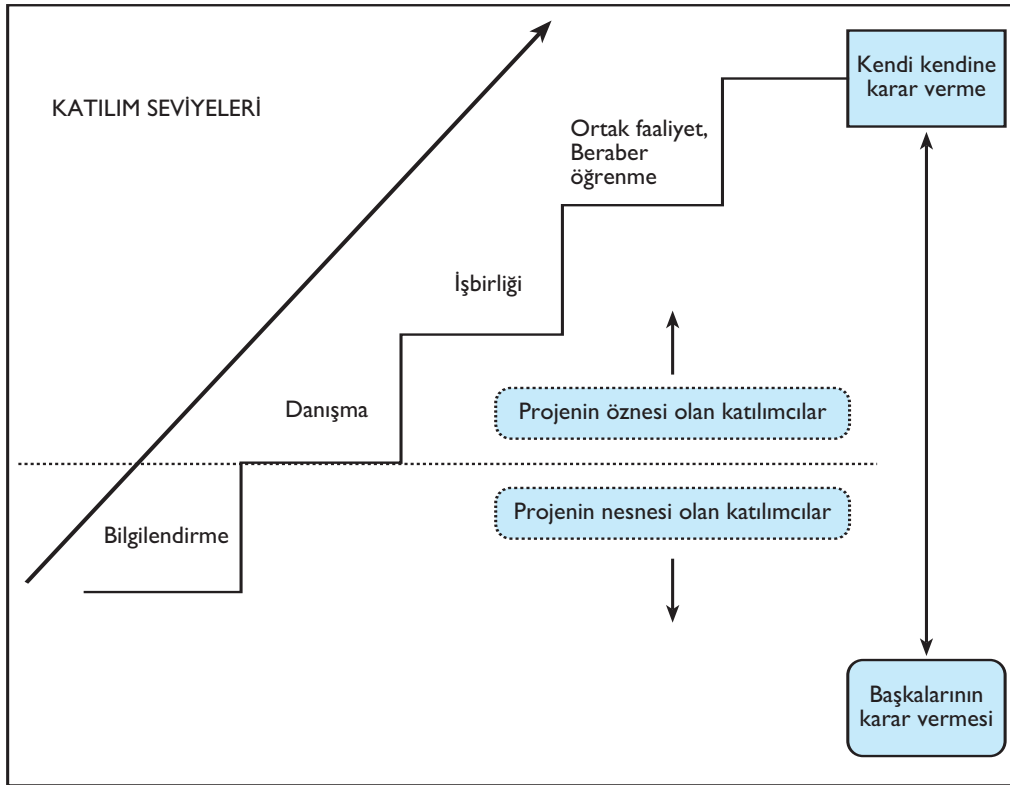 KATILIM SEVİYELERİ
Kendi kendine
karar verme
Ortak faaliyet,
Beraber
öğrenme
İşbirliği
Danışma
Projenin öznesi olan katılımcılar
Projenin nesnesi olan katılımcılar
Bilgilendirme
Başkalarının
karar vermesi